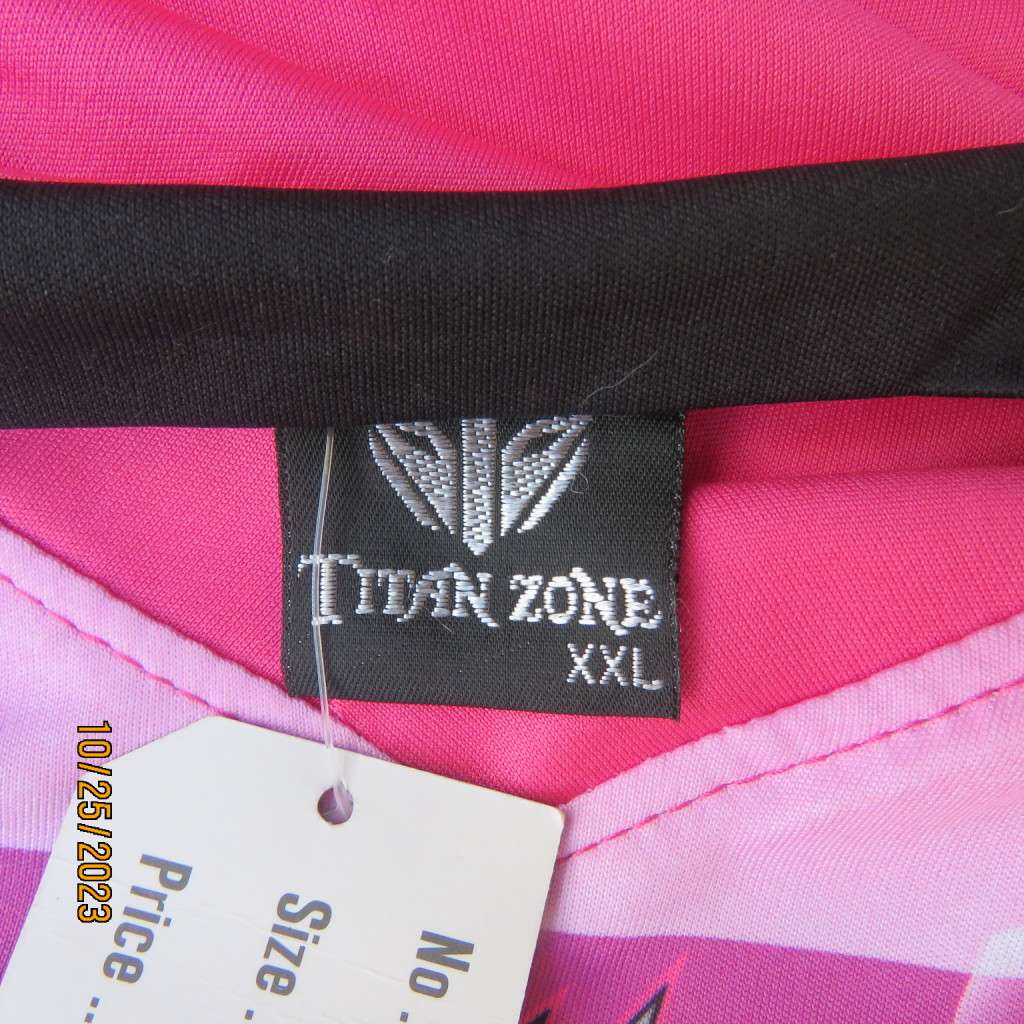 TITAN ZONE
XXL
10/25/2023
No .
Size ..
Price ...